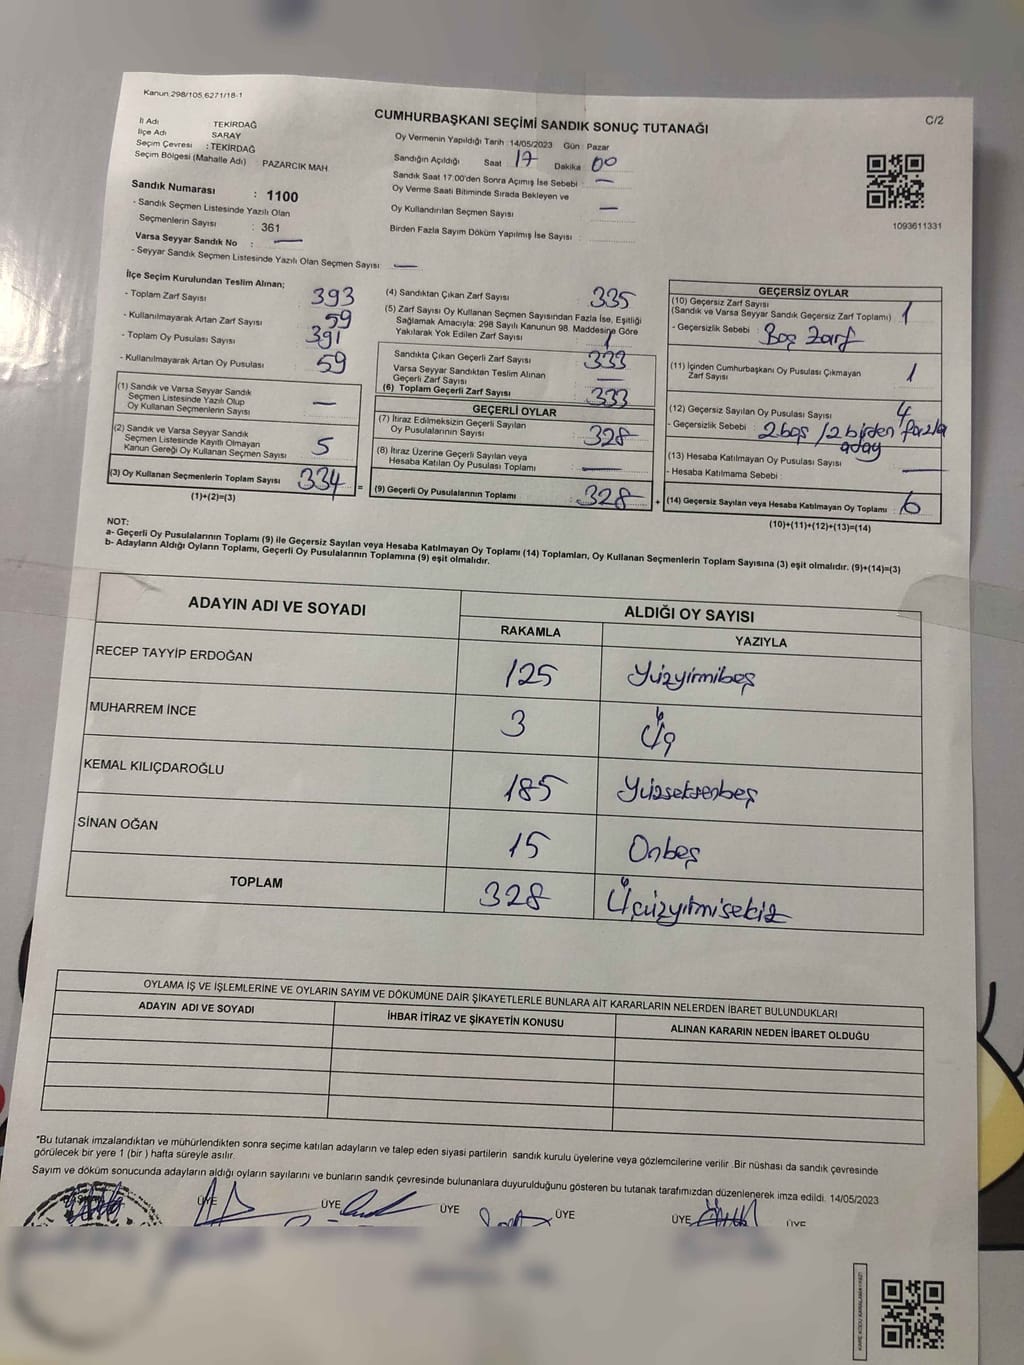 Kanun,298/105,6271/18-1
CUMHURBAŞKANI SEÇİMİ SANDIK SONUÇ TUTANAĞI
C/2
İl Adı TEKİRDAĞ
İlçe Adı SARAY
Seçim Çevresi : TEKİRDAĞ
Seçim Bölgesi (Mahalle Adı) PAZARCIK MAH
Oy Vermenin Yapıldığı Tarih 14/05/2023 Gün : Pazar
Sandığın Açıldığı Saat : 17 Dakika 00
Sandık Saat 17.00'den Sonra Açımış İse Sebebi : —
Oy Verme Saati Bitiminde Sırada Bekleyen ve
Oy Kullandırılan Seçmen Sayısı —
Birden Fazla Sayım Döküm Yapılmış İse Sayısı :
1093611331
Sandık Numarası : 1100
- Sandık Seçmen Listesinde Yazılı Olan
Seçmenlerin Sayısı : 361
Varsa Seyyar Sandık No : —
- Seyyar Sandık Seçmen Listesinde Yazılı Olan Seçmen Sayısı : —
İlçe Seçim Kurulundan Teslim Alınan;
- Toplam Zarf Sayısı 393
- Kullanılmayarak Artan Zarf Sayısı 59
- Toplam Oy Pusulası Sayısı 391
- Kullanılmayarak Artan Oy Pusulası 59
(1) Sandık ve Varsa Seyyar Sandık
Seçmen Listesinde Yazılı Olup
Oy Kullanan Seçmenlerin Sayısı —
(2) Sandık ve Varsa Seyyar Sandık
Seçmen Listesinde Kayıtlı Olmayan
Kanun Gereği Oy Kullanan Seçmen Sayısı 5
(3) Oy Kullanan Seçmenlerin Toplam Sayısı 334 =
(1)+(2)=(3)
(4) Sandıktan Çıkan Zarf Sayısı 335
(5) Zarf Sayısı Oy Kullanan Seçmen Sayısından Fazla İse, Eşitliği
Sağlamak Amacıyla; 298 Sayılı Kanunun 98. Maddesine Göre
Yakılarak Yok Edilen Zarf Sayısı 1
Sandıkta Çıkan Geçerli Zarf Sayısı 333
Varsa Seyyar Sandıktan Teslim Alınan
Geçerli Zarf Sayısı —
(6) Toplam Geçerli Zarf Sayısı 333
GEÇERLİ OYLAR
(7) İtiraz Edilmeksizin Geçerli Sayılan
Oy Pusulalarının Sayısı 328
(8) İtiraz Üzerine Geçerli Sayılan veya
Hesaba Katılan Oy Pusulası Toplamı —
(9) Geçerli Oy Pusulalarının Toplamı : 328 +
GEÇERSİZ OYLAR
(10) Geçersiz Zarf Sayısı
(Sandık ve Varsa Seyyar Sandık Geçersiz Zarf Toplamı) 1
- Geçersizlik Sebebi : Boş Zarf
(11) İçinden Cumhurbaşkanı Oy Pusulası Çıkmayan
Zarf Sayısı 1
(12) Geçersiz Sayılan Oy Pusulası Sayısı 4
- Geçersizlik Sebebi : 2 boş / 2 birden fazla
aday
(13) Hesaba Katılmayan Oy Pusulası Sayısı —
- Hesaba Katılmama Sebebi :
(14) Geçersiz Sayılan veya Hesaba Katılmayan Oy Toplamı : 6
(10)+(11)+(12)+(13)=(14)
NOT:
a- Geçerli Oy Pusulalarının Toplamı (9) ile Geçersiz Sayılan veya Hesaba Katılmayan Oy Toplamı (14) Toplamları, Oy Kullanan Seçmenlerin Toplam Sayısına (3) eşit olmalıdır. (9)+(14)=(3)
b- Adayların Aldığı Oyların Toplamı, Geçerli Oy Pusulalarının Toplamına (9) eşit olmalıdır.
ADAYIN ADI VE SOYADI ALDIĞI OY SAYISI
RAKAMLA YAZIYLA
RECEP TAYYİP ERDOĞAN 125 Yüzyirmibeş
MUHARREM İNCE 3 Üç
KEMAL KILIÇDAROĞLU 185 Yüzseksenbeş
SİNAN OĞAN 15 Onbeş
TOPLAM 328 Üçüzyirmisekiz
OYLAMA İŞ VE İŞLEMLERİNE VE OYLARIN SAYIM VE DÖKÜMÜNE DAİR ŞİKAYETLERLE BUNLARA AİT KARARLARIN NELERDEN İBARET BULUNDUKLARI
ADAYIN ADI VE SOYADI İHBAR İTİRAZ VE ŞİKAYETİN KONUSU ALINAN KARARIN NEDEN İBARET OLDUĞU
*Bu tutanak imzalandıktan ve mühürlendikten sonra seçime katılan adayların ve talep eden siyasi partilerin sandık kurulu üyelerine veya gözlemcilerine verilir .Bir nüshası da sandık çevresinde
görülecek bir yere 1 (bir ) hafta süreyle asılır.
Sayım ve döküm sonucunda adayların aldığı oyların sayılarını ve bunların sandık çevresinde bulunanlara duyurulduğunu gösteren bu tutanak tarafımızdan düzenlenerek imza edildi. 14/05/2023
ÜYE ÜYE ÜYE ÜYE ÜYE ÜYE